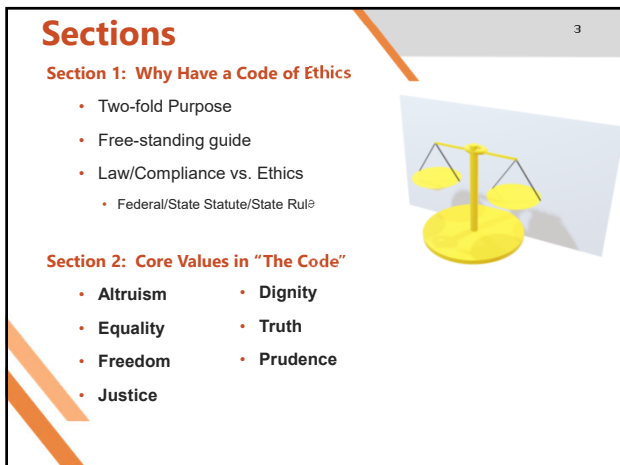 Sections
3
Section 1: Why Have a Code of Ethics
• Two-fold Purpose
• Free-standing guide
• Law/Compliance vs. Ethics
• Federal/State Statute/State Rule
Section 2: Core Values in “The Code”
• Altruism
• Equality
• Freedom
• Justice
• Dignity
• Truth
• Prudence